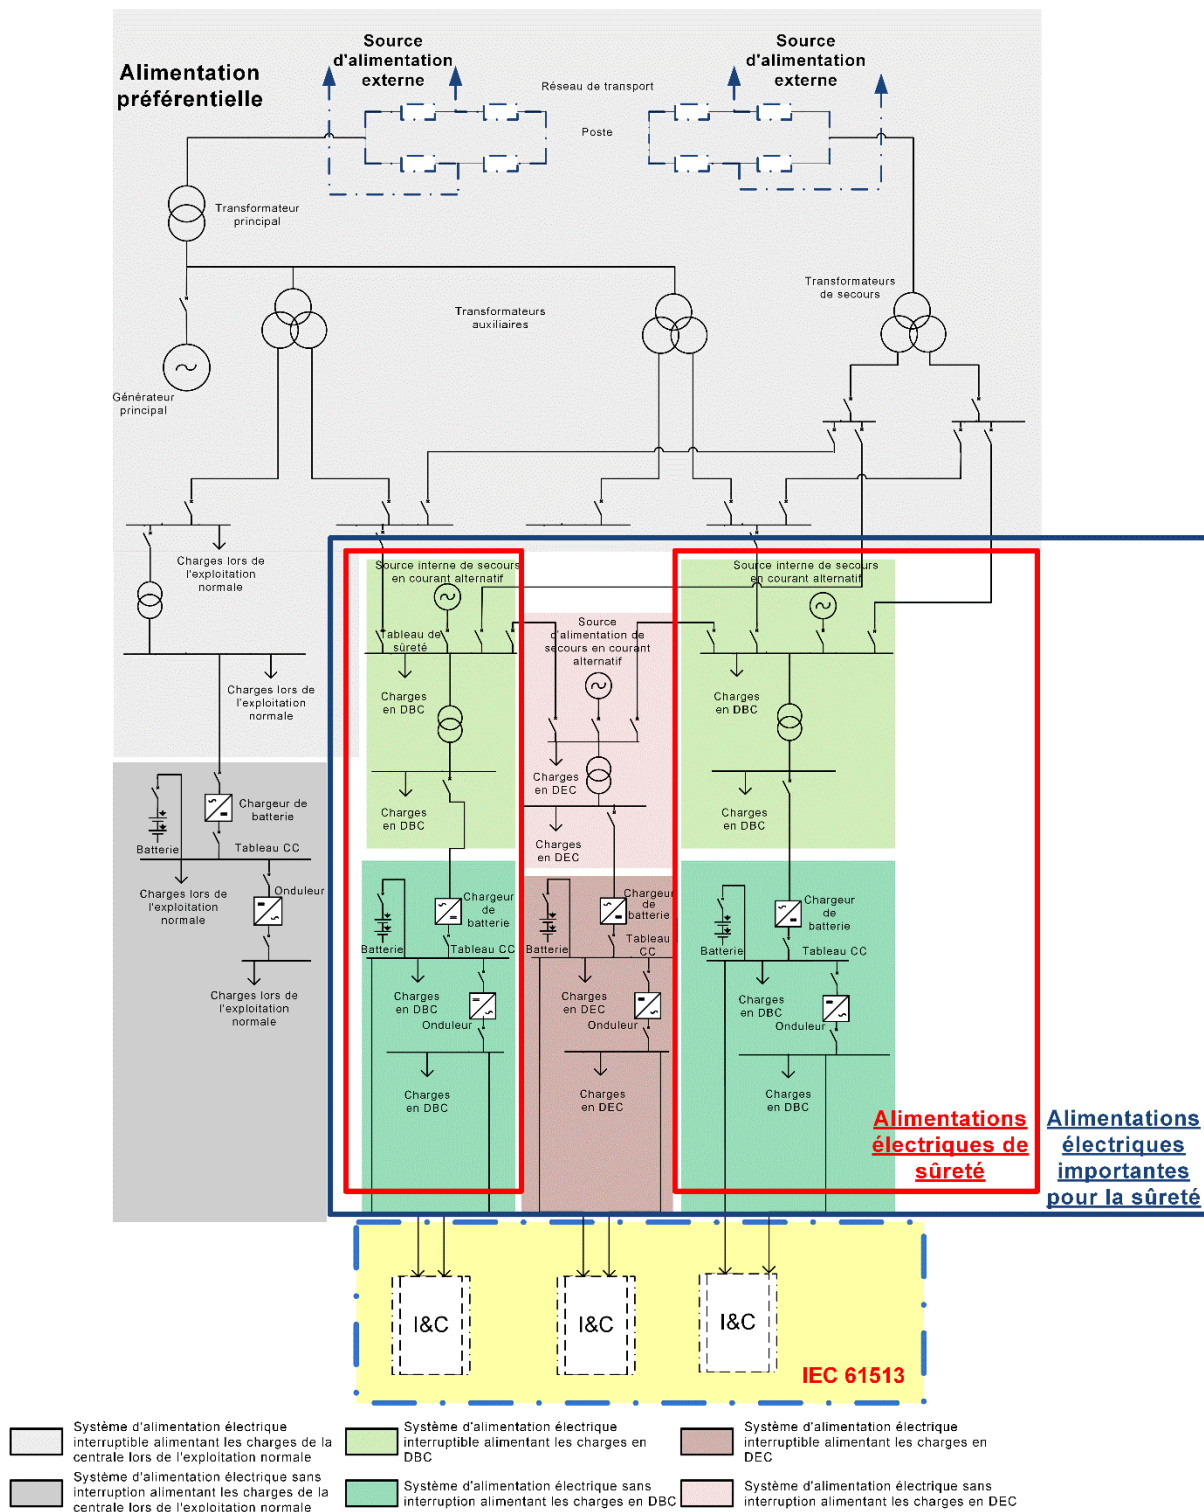 Source
d'alimentation
externe
Source
d'alimentation
externe
Alimentation
préférentielle
Réseau de transport
Poste
Transformateur
principal
Transformateurs
de secours
Transformateurs
auxiliaires
Générateur
principal
Charges lors de
l'exploitation
normale
Source interne de secours
en courant alternatif
Source interne de secours
en courant alternatif
Tableau de
sûreté
Source
d'alimentation de
secours en courant
alternatif
Charges lors de
l'exploitation
normale
Charges
en DBC
Charges
en DBC
Charges
en DEC
Charges
en DBC
Charges
en DBC
Charges
en DEC
Chargeur de
batterie
Batterie
Tableau CC
Charges lors de
l'exploitation
normale
Onduleur
Charges lors de
l'exploitation
normale
Chargeur
de
batterie
Batterie
Tableau CC
Charges
en DBC
Onduleur
Charges
en DBC
Chargeur
de
batterie
Batterie
Tableau
CC
Charges
en DEC
Onduleur
Charges
en DEC
Chargeur
de
batterie
Batterie
Tableau CC
Charges
en DBC
Onduleur
Charges
en DBC
Alimentations
électriques de
sûreté
Alimentations
électriques
importantes
pour la sûreté
I&C
I&C
I&C
IEC 61513
Système d'alimentation électrique
interruptible alimentant les charges de la
centrale lors de l'exploitation normale
Système d'alimentation électrique
interruptible alimentant les charges en
DBC
Système d'alimentation électrique
interruptible alimentant les charges en
DEC
Système d'alimentation électrique sans
interruption alimentant les charges de la
centrale lors de l'exploitation normale
Système d'alimentation électrique sans
interruption alimentant les charges en DBC
Système d'alimentation électrique sans
interruption alimentant les charges en DEC